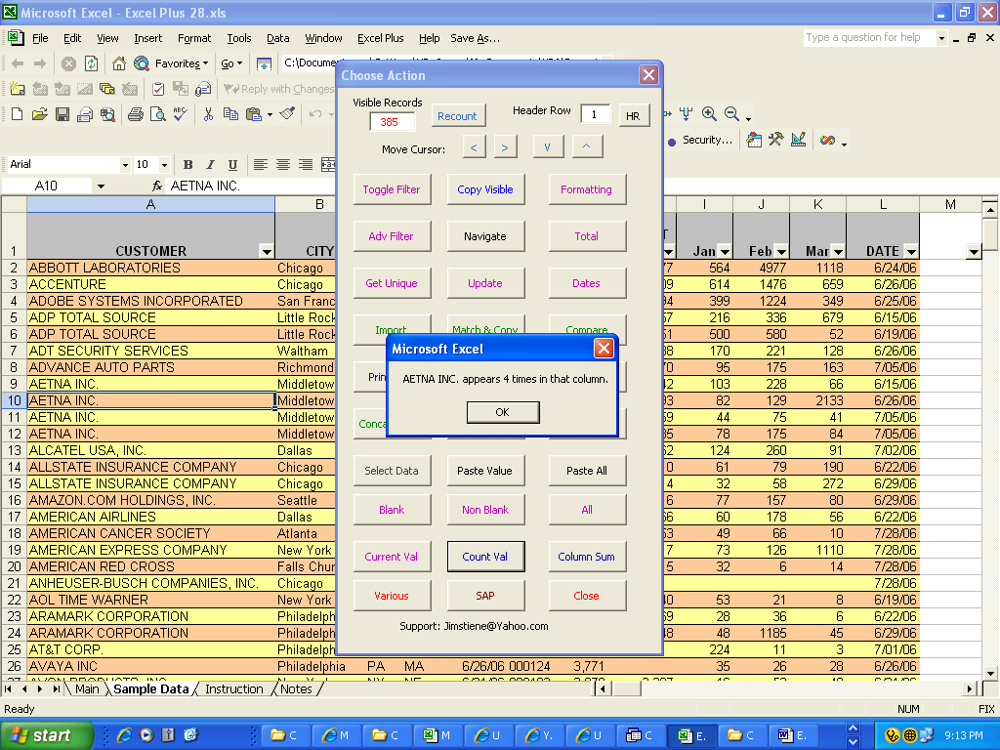 Microsoft Excel - Excel Plus 28.xls
File Edit View Insert Format Tools Data Window Excel Plus Help Save As... Type a question for help
Favorites Go C:\Docume
Reply with Changes
Security...
Arial 10 B I U
A10 fx AETNA INC.
Choose Action
Visible Records
385 Recount Header Row 1 HR
Move Cursor: < > V ^
Toggle Filter Copy Visible Formatting
Adv Filter Navigate Total
Get Unique Update Dates
Import Match & Copy Compare
Prin
Conca
Microsoft Excel
AETNA INC. appears 4 times in that column.
OK
Select Data Paste Value Paste All
Blank Non Blank All
Current Val Count Val Column Sum
Various SAP Close
Support: Jimstiene@Yahoo.com
A B I J K L M
1 CUSTOMER CITY T Jan Feb Mar DATE
2 ABBOTT LABORATORIES Chicago 77 564 4977 1118 6/24/06
3 ACCENTURE Chicago 09 614 1476 659 6/26/06
4 ADOBE SYSTEMS INCORPORATED San Franc 94 399 1224 349 6/25/06
5 ADP TOTAL SOURCE Little Rock 57 216 336 679 6/15/06
6 ADP TOTAL SOURCE Little Rock 51 500 580 52 6/19/06
7 ADT SECURITY SERVICES Waltham 98 170 221 128 6/26/06
8 ADVANCE AUTO PARTS Richmond 70 95 175 163 7/05/06
9 AETNA INC. Middletow 42 103 228 66 6/15/06
10 AETNA INC. Middletow 93 82 129 2133 6/26/06
11 AETNA INC. Middletow 59 44 75 41 7/05/06
12 AETNA INC. Middletow 35 78 175 84 7/05/06
13 ALCATEL USA, INC. Dallas 62 124 260 91 7/02/06
14 ALLSTATE INSURANCE COMPANY Chicago 10 61 79 190 6/22/06
15 ALLSTATE INSURANCE COMPANY Chicago 4 32 58 272 6/29/06
16 AMAZON.COM HOLDINGS, INC. Seattle 6 77 157 80 6/29/06
17 AMERICAN AIRLINES Dallas 66 60 178 56 6/22/06
18 AMERICAN CANCER SOCIETY Atlanta 53 49 66 10 7/28/06
19 AMERICAN EXPRESS COMPANY New York 7 73 126 1110 7/28/06
20 AMERICAN RED CROSS Falls Chur 5 32 6 14 7/28/06
21 ANHEUSER-BUSCH COMPANIES, INC. Chicago 7/28/06
22 AOL TIME WARNER New York 40 53 21 8 6/19/06
23 ARAMARK CORPORATION Philadelph 69 28 36 6 6/22/06
24 ARAMARK CORPORATION Philadelph 48 48 1185 45 6/29/06
25 AT&T CORP. Philadelph 224 11 3 7/01/06
26 AVAYA INC Philadelphia PA MA 6/26/06 000124 3,771 35 26 28 6/26/06
Main Sample Data Instruction Notes
Ready NUM FIX
start C M C M U Y. U C E. C E. 9:13 PM